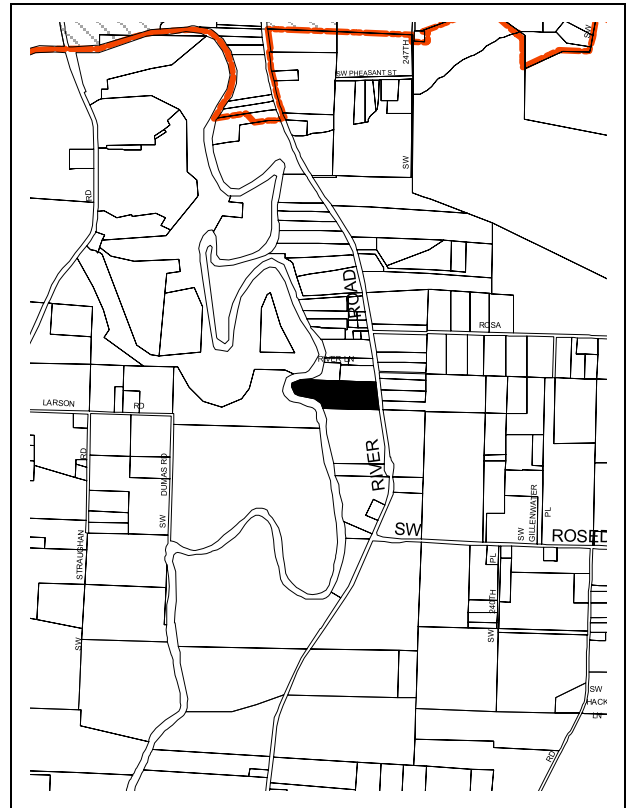 SW
247TH
SW PHEASANT ST
SW
RD
ROAD
ROSA
RIVER LN
LARSON
RD
RIVER
RD
DUMAS RD
SW
STRAUGHAN
SW
SW
ROSED
SW
GILLENWATER
PL
PL
240TH
SW
SW
HACK
LN
RD